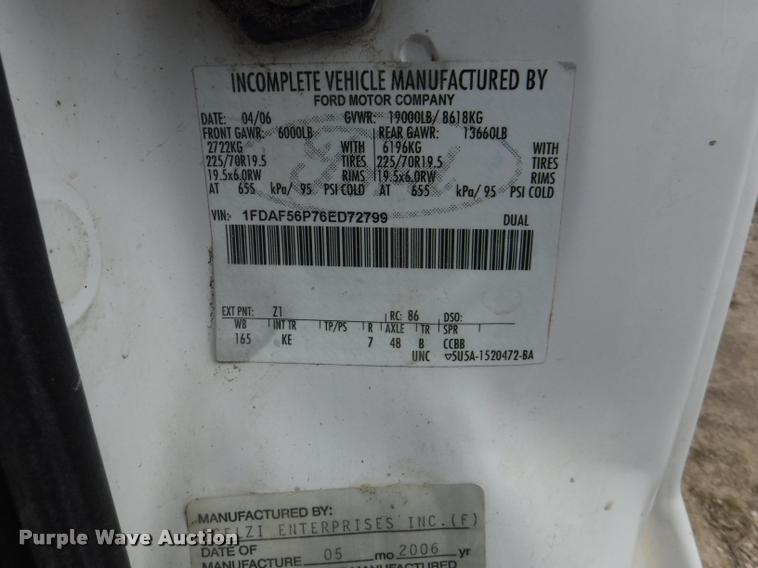 INCOMPLETE VEHICLE MANUFACTURED BY
FORD MOTOR COMPANY
DATE: 04/06 GVWR: 19000LB/ 8618KG
FRONT GAWR: 6000LB REAR GAWR: 13660LB
2722KG WITH 6196KG WITH
225/70R19.5 TIRES 225/70R19.5 TIRES
19.5x6.0RW RIMS 19.5x6.0RW RIMS
AT 655 kPa/ 95 PSI COLD AT 655 kPa/ 95 PSI COLD
VIN: 1FDAF56P76ED72799 DUAL
EXT PNT: Z1 RC: 86 DSO:
WB INT TR TP/PS R AXLE TR SPR
165 KE 7 48 B CCBB
UNC 5U5A-1520472-BA
MANUFACTURED BY:
ENTERPRISES INC. (F)
DATE OF
MANUFACTURE 05 mo 2006 yr
MANUFACTURED
Purple Wave Auction